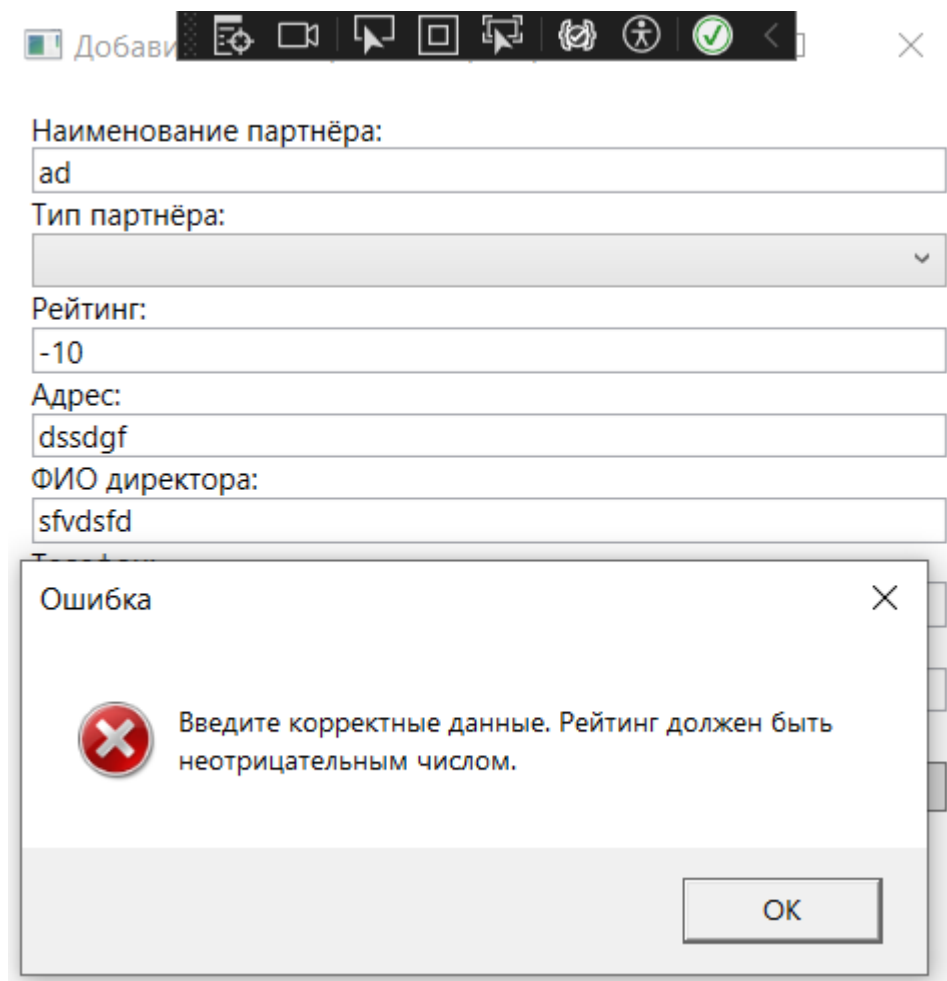 Наименование партнёра:
ad
Тип партнёра:
Рейтинг:
-10
Адрес:
dssdgf
ФИО директора:
sfvdsfd
Ошибка
Введите корректные данные. Рейтинг должен быть
неотрицательным числом.
OK